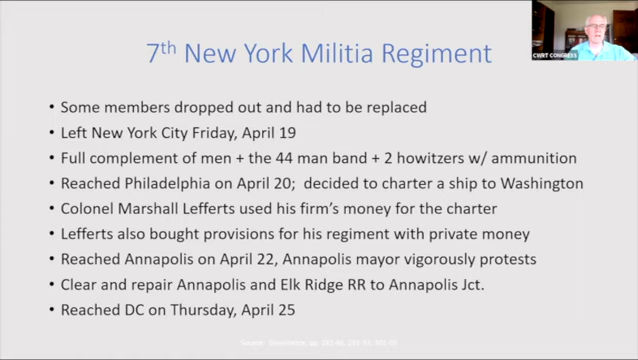 7th New York Militia Regiment
CWRT CONGRESS
• Some members dropped out and had to be replaced
• Left New York City Friday, April 19
• Full complement of men + the 44 man band + 2 howitzers w/ ammunition
• Reached Philadelphia on April 20;  decided to charter a ship to Washington
• Colonel Marshall Lefferts used his firm's money for the charter
• Lefferts also bought provisions for his regiment with private money
• Reached Annapolis on April 22, Annapolis mayor vigorously protests
• Clear and repair Annapolis and Elk Ridge RR to Annapolis Jct.
• Reached DC on Thursday, April 25
Source: